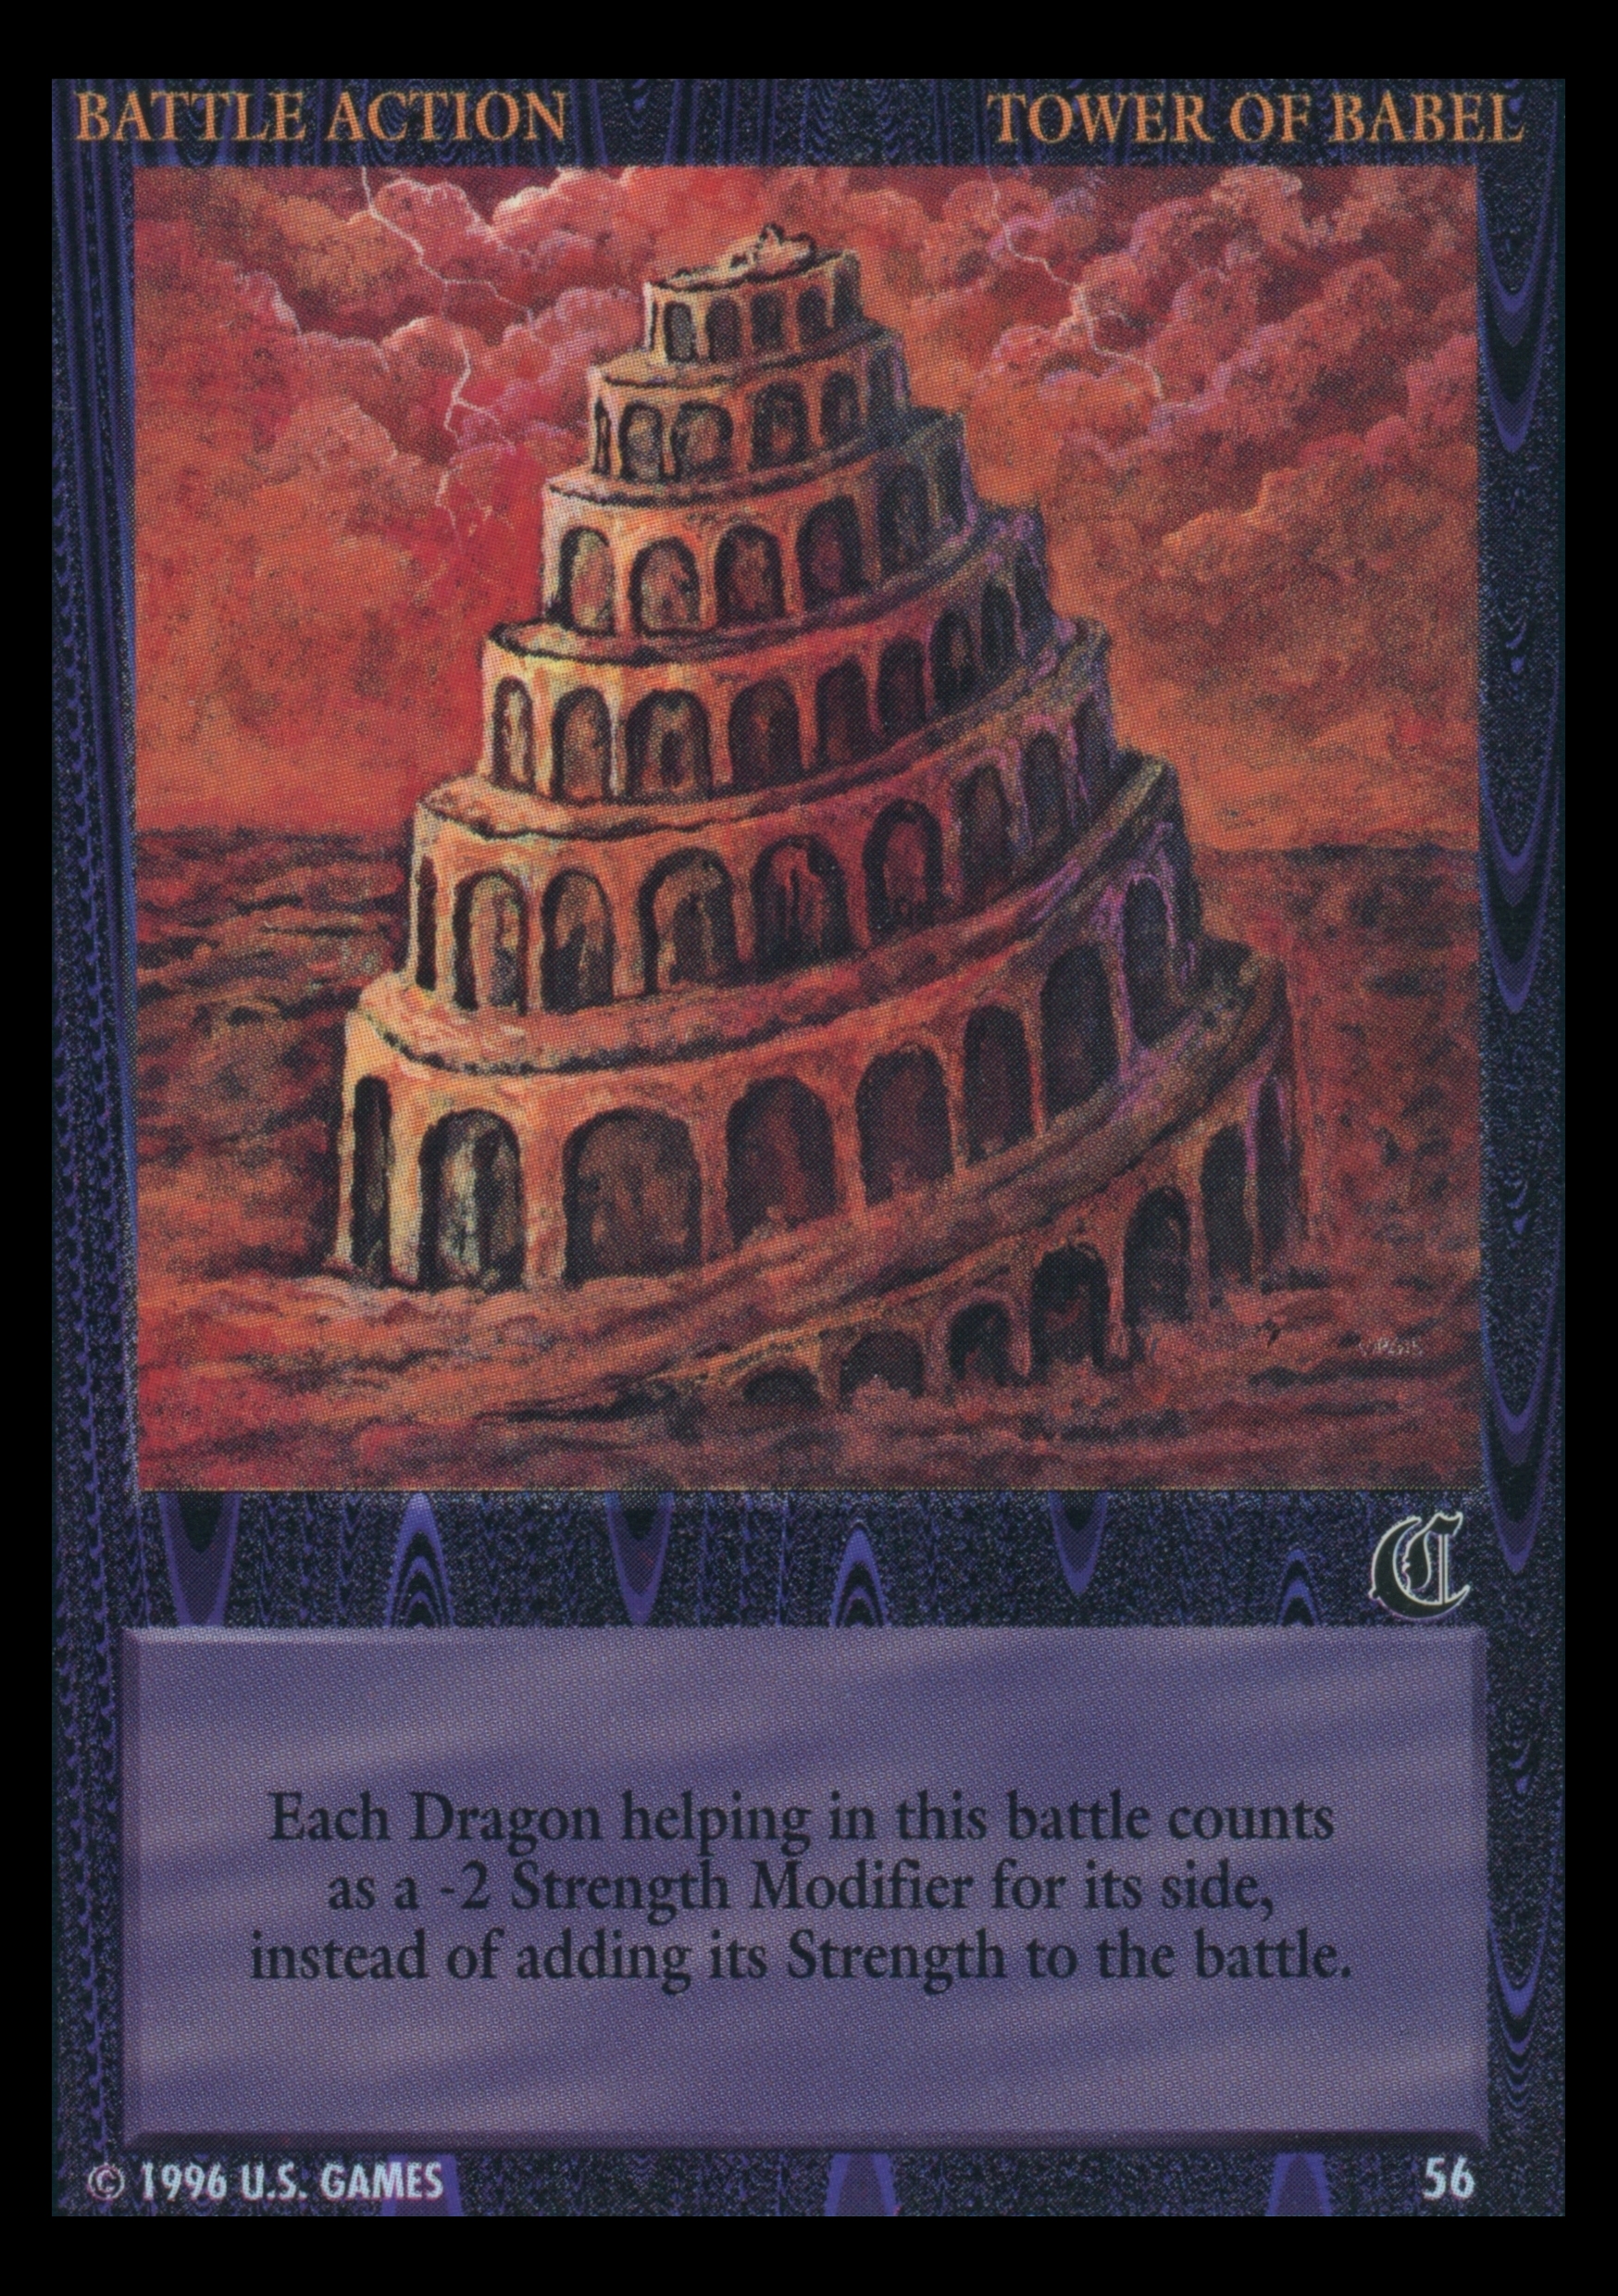 BATTLE ACTION
TOWER OF BABEL
C
Each Dragon helping in this battle counts
as a -2 Strength Modifier for its side,
instead of adding its Strength to the battle.
© 1996 U.S. GAMES
56